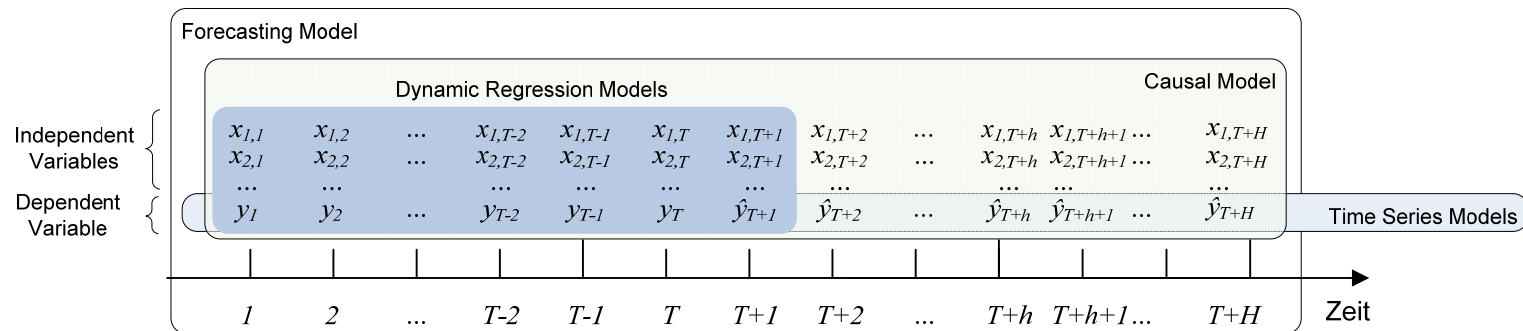 Forecasting Model
Causal Model
Dynamic Regression Models
Independent
Variables
x1,1 x1,2 ... x1,T-2 x1,T-1 x1,T x1,T+1 x1,T+2 ... x1,T+h x1,T+h+1 ... x1,T+H
x2,1 x2,2 x2,T-2 x2,T-1 x2,T x2,T+1 x2,T+2 x2,T+h x2,T+h+1 x2,T+H
... ... ... ... ... ... ... ... ... ...
Dependent
Variable
y1 y2 ... yT-2 yT-1 yT ŷT+1 ŷT+2 ... ŷT+h ŷT+h+1 ... ŷT+H
Time Series Models
1 2 ... T-2 T-1 T T+1 T+2 ... T+h T+h+1 ... T+H
Zeit